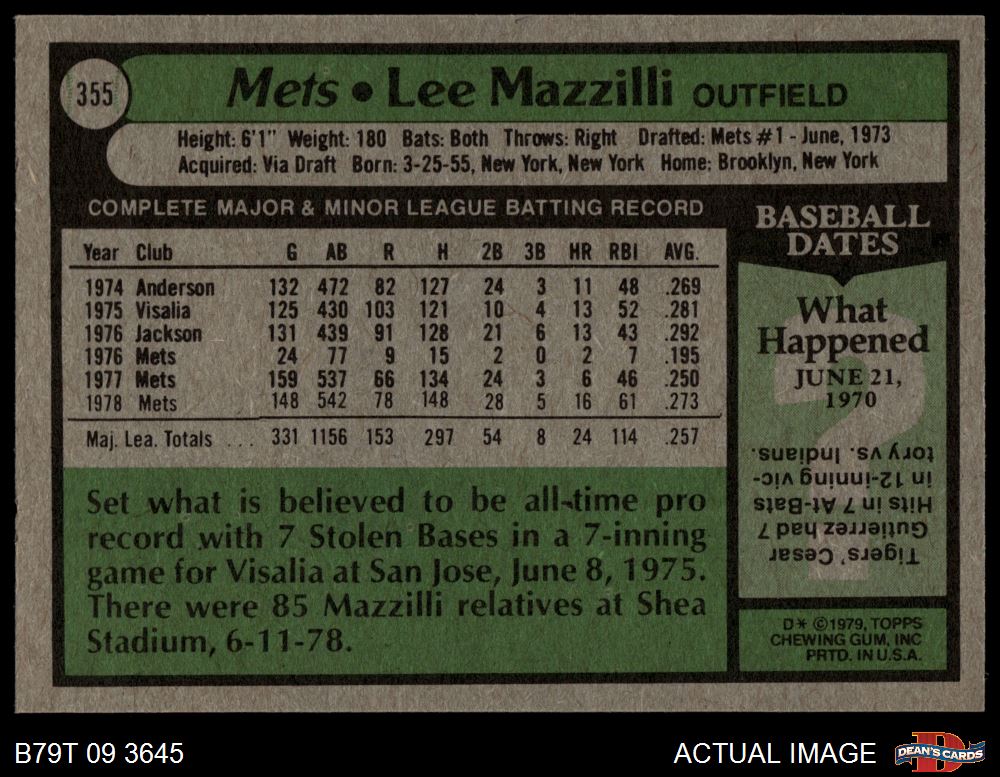 355
Mets • Lee Mazzilli OUTFIELD
Height: 6'1" Weight: 180 Bats: Both Throws: Right Drafted: Mets #1 - June, 1973
Acquired: Via Draft Born: 3-25-55, New York, New York Home: Brooklyn, New York
COMPLETE MAJOR & MINOR LEAGUE BATTING RECORD
Year Club G AB R H 2B 3B HR RBI AVG.
1974 Anderson 132 472 82 127 24 3 11 48 .269
1975 Visalia 125 430 103 121 10 4 13 52 .281
1976 Jackson 131 439 91 128 21 6 13 43 .292
1976 Mets 24 77 9 15 2 0 2 7 .195
1977 Mets 159 537 66 134 24 3 6 46 .250
1978 Mets 148 542 78 148 28 5 16 61 .273
Maj. Lea. Totals ... 331 1156 153 297 54 8 24 114 .257
Set what is believed to be all-time pro
record with 7 Stolen Bases in a 7-inning
game for Visalia at San Jose, June 8, 1975.
There were 85 Mazzilli relatives at Shea
Stadium, 6-11-78.
BASEBALL
DATES
What
Happened
JUNE 21,
1970
?
Tigers' Cesar
Gutierrez had 7
Hits in 7 At-Bats
in 12-inning vic-
tory vs. Indians.
D* ©1979, TOPPS
CHEWING GUM, INC
PRTD. IN U.S.A.
B79T 09 3645
ACTUAL IMAGE
D
DEAN'S CARDS